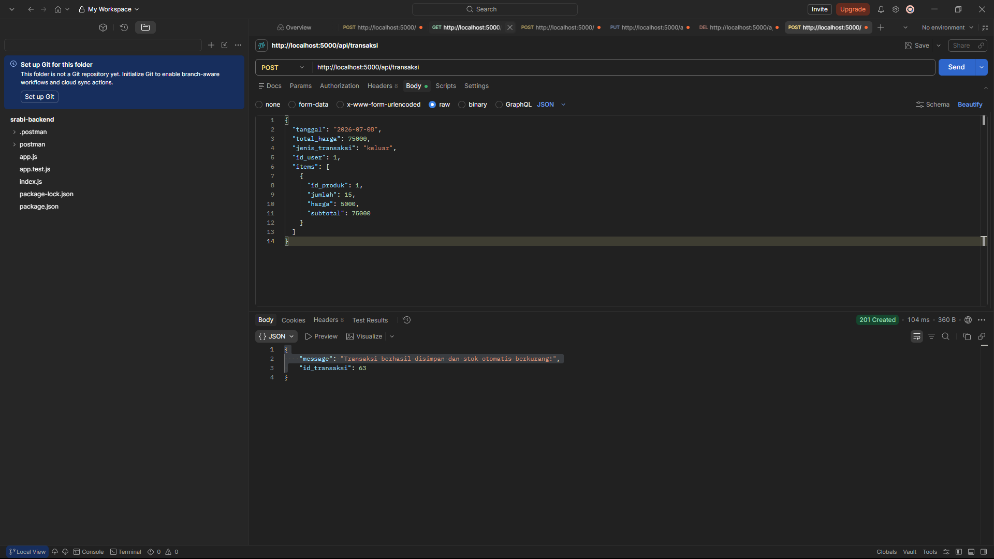 My Workspace
Search
Invite
Upgrade
Overview
POST http://localhost:5000/
GET http://localhost:5000/
POST http://localhost:5000/
PUT http://localhost:5000/a
DEL http://localhost:5000/a
POST http://localhost:5000/
No environment
http://localhost:5000/api/transaksi
Save
Share
Set up Git for this folder
This folder is not a Git repository yet. Initialize Git to enable branch-aware
workflows and cloud sync actions.
Set up Git
POST
http://localhost:5000/api/transaksi
Send
Docs
Params
Authorization
Headers
Body
Scripts
Settings
none
form-data
x-www-form-urlencoded
raw
binary
GraphQL
JSON
Schema
Beautify
srabi-backend
.postman
postman
app.js
app.test.js
index.js
package-lock.json
package.json
1 {
2 "tanggal": "2026-07-08",
3 "total_harga": 75000,
4 "jenis_transaksi": "keluar",
5 "id_user": 1,
6 "items": [
7 {
8 "id_produk": 1,
9 "jumlah": 15,
10 "harga": 5000,
11 "subtotal": 75000
12 }
13 ]
14 }
Body
Cookies
Headers
Test Results
201 Created
104 ms
360 B
{} JSON
Preview
Visualize
1 {
2 "message": "Transaksi berhasil disimpan dan stok otomatis berkurang!",
3 "id_transaksi": 63
4 }
Local View
Console
Terminal
0
0
Globals
Vault
Tools